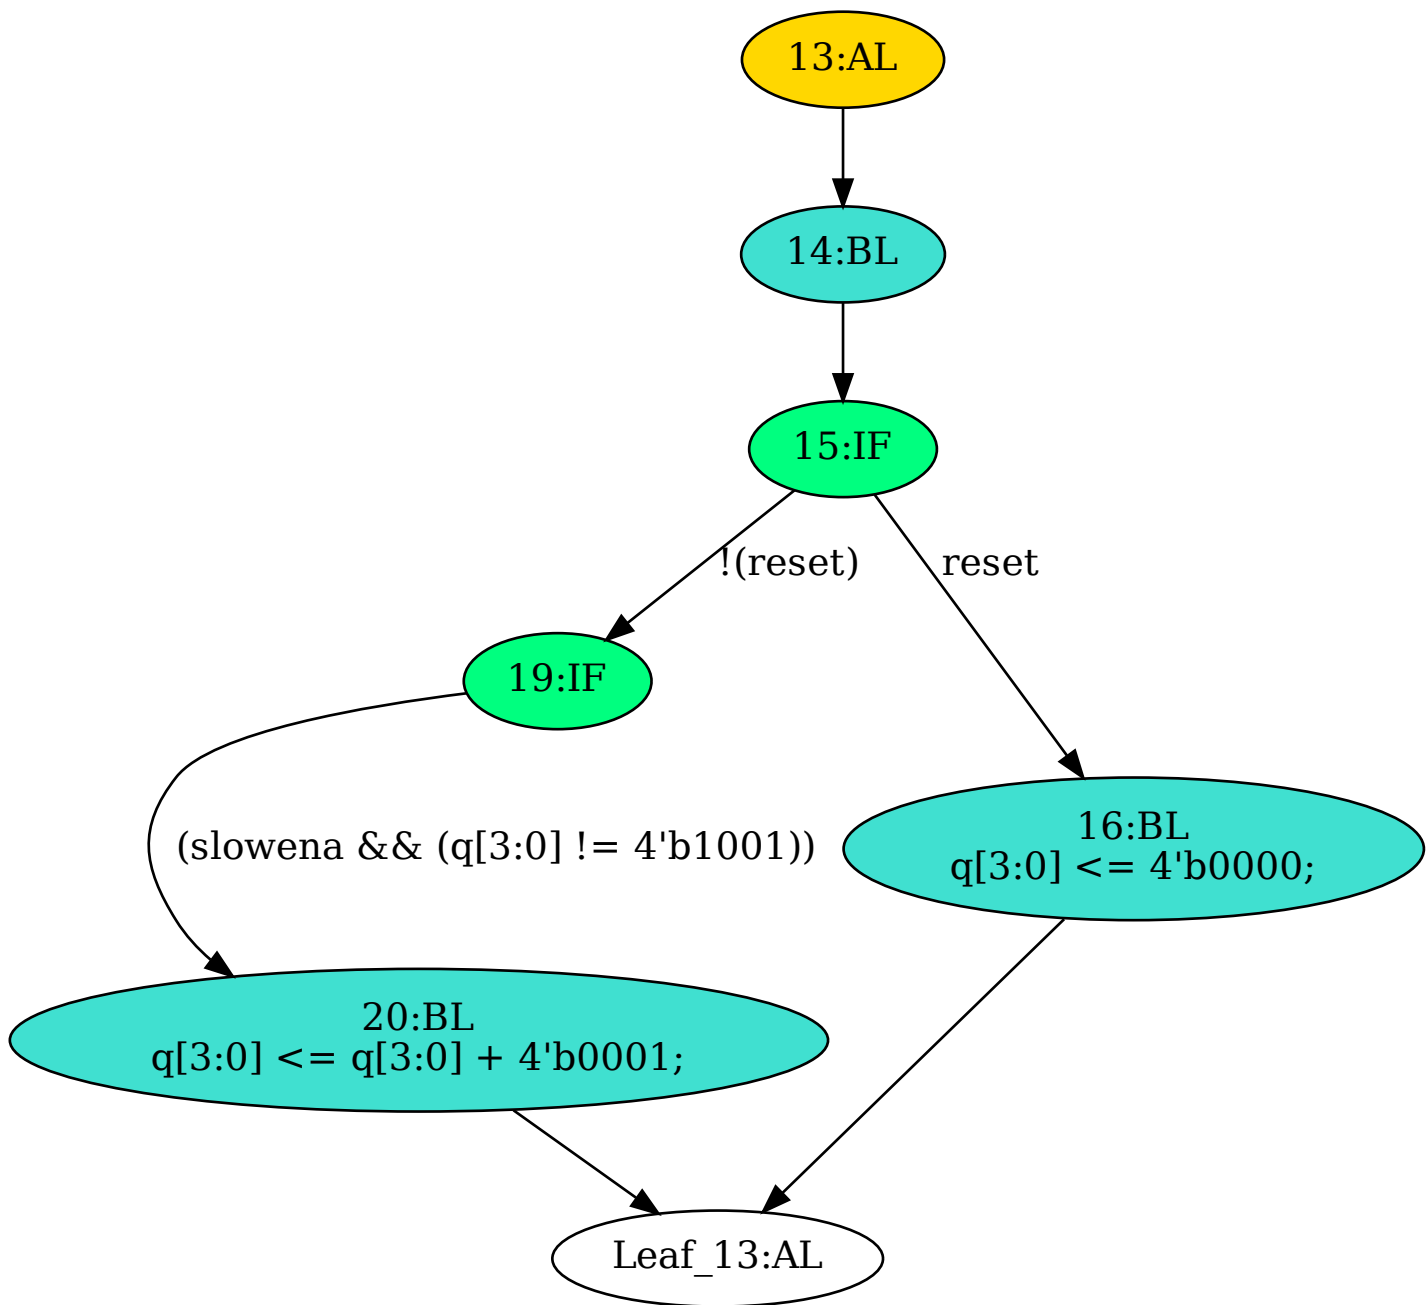 13:AL
14:BL
15:IF
!(reset)
reset
19:IF
(slowena && (q[3:0] != 4'b1001))
16:BL
q[3:0] <= 4'b0000;
20:BL
q[3:0] <= q[3:0] + 4'b0001;
Leaf_13:AL